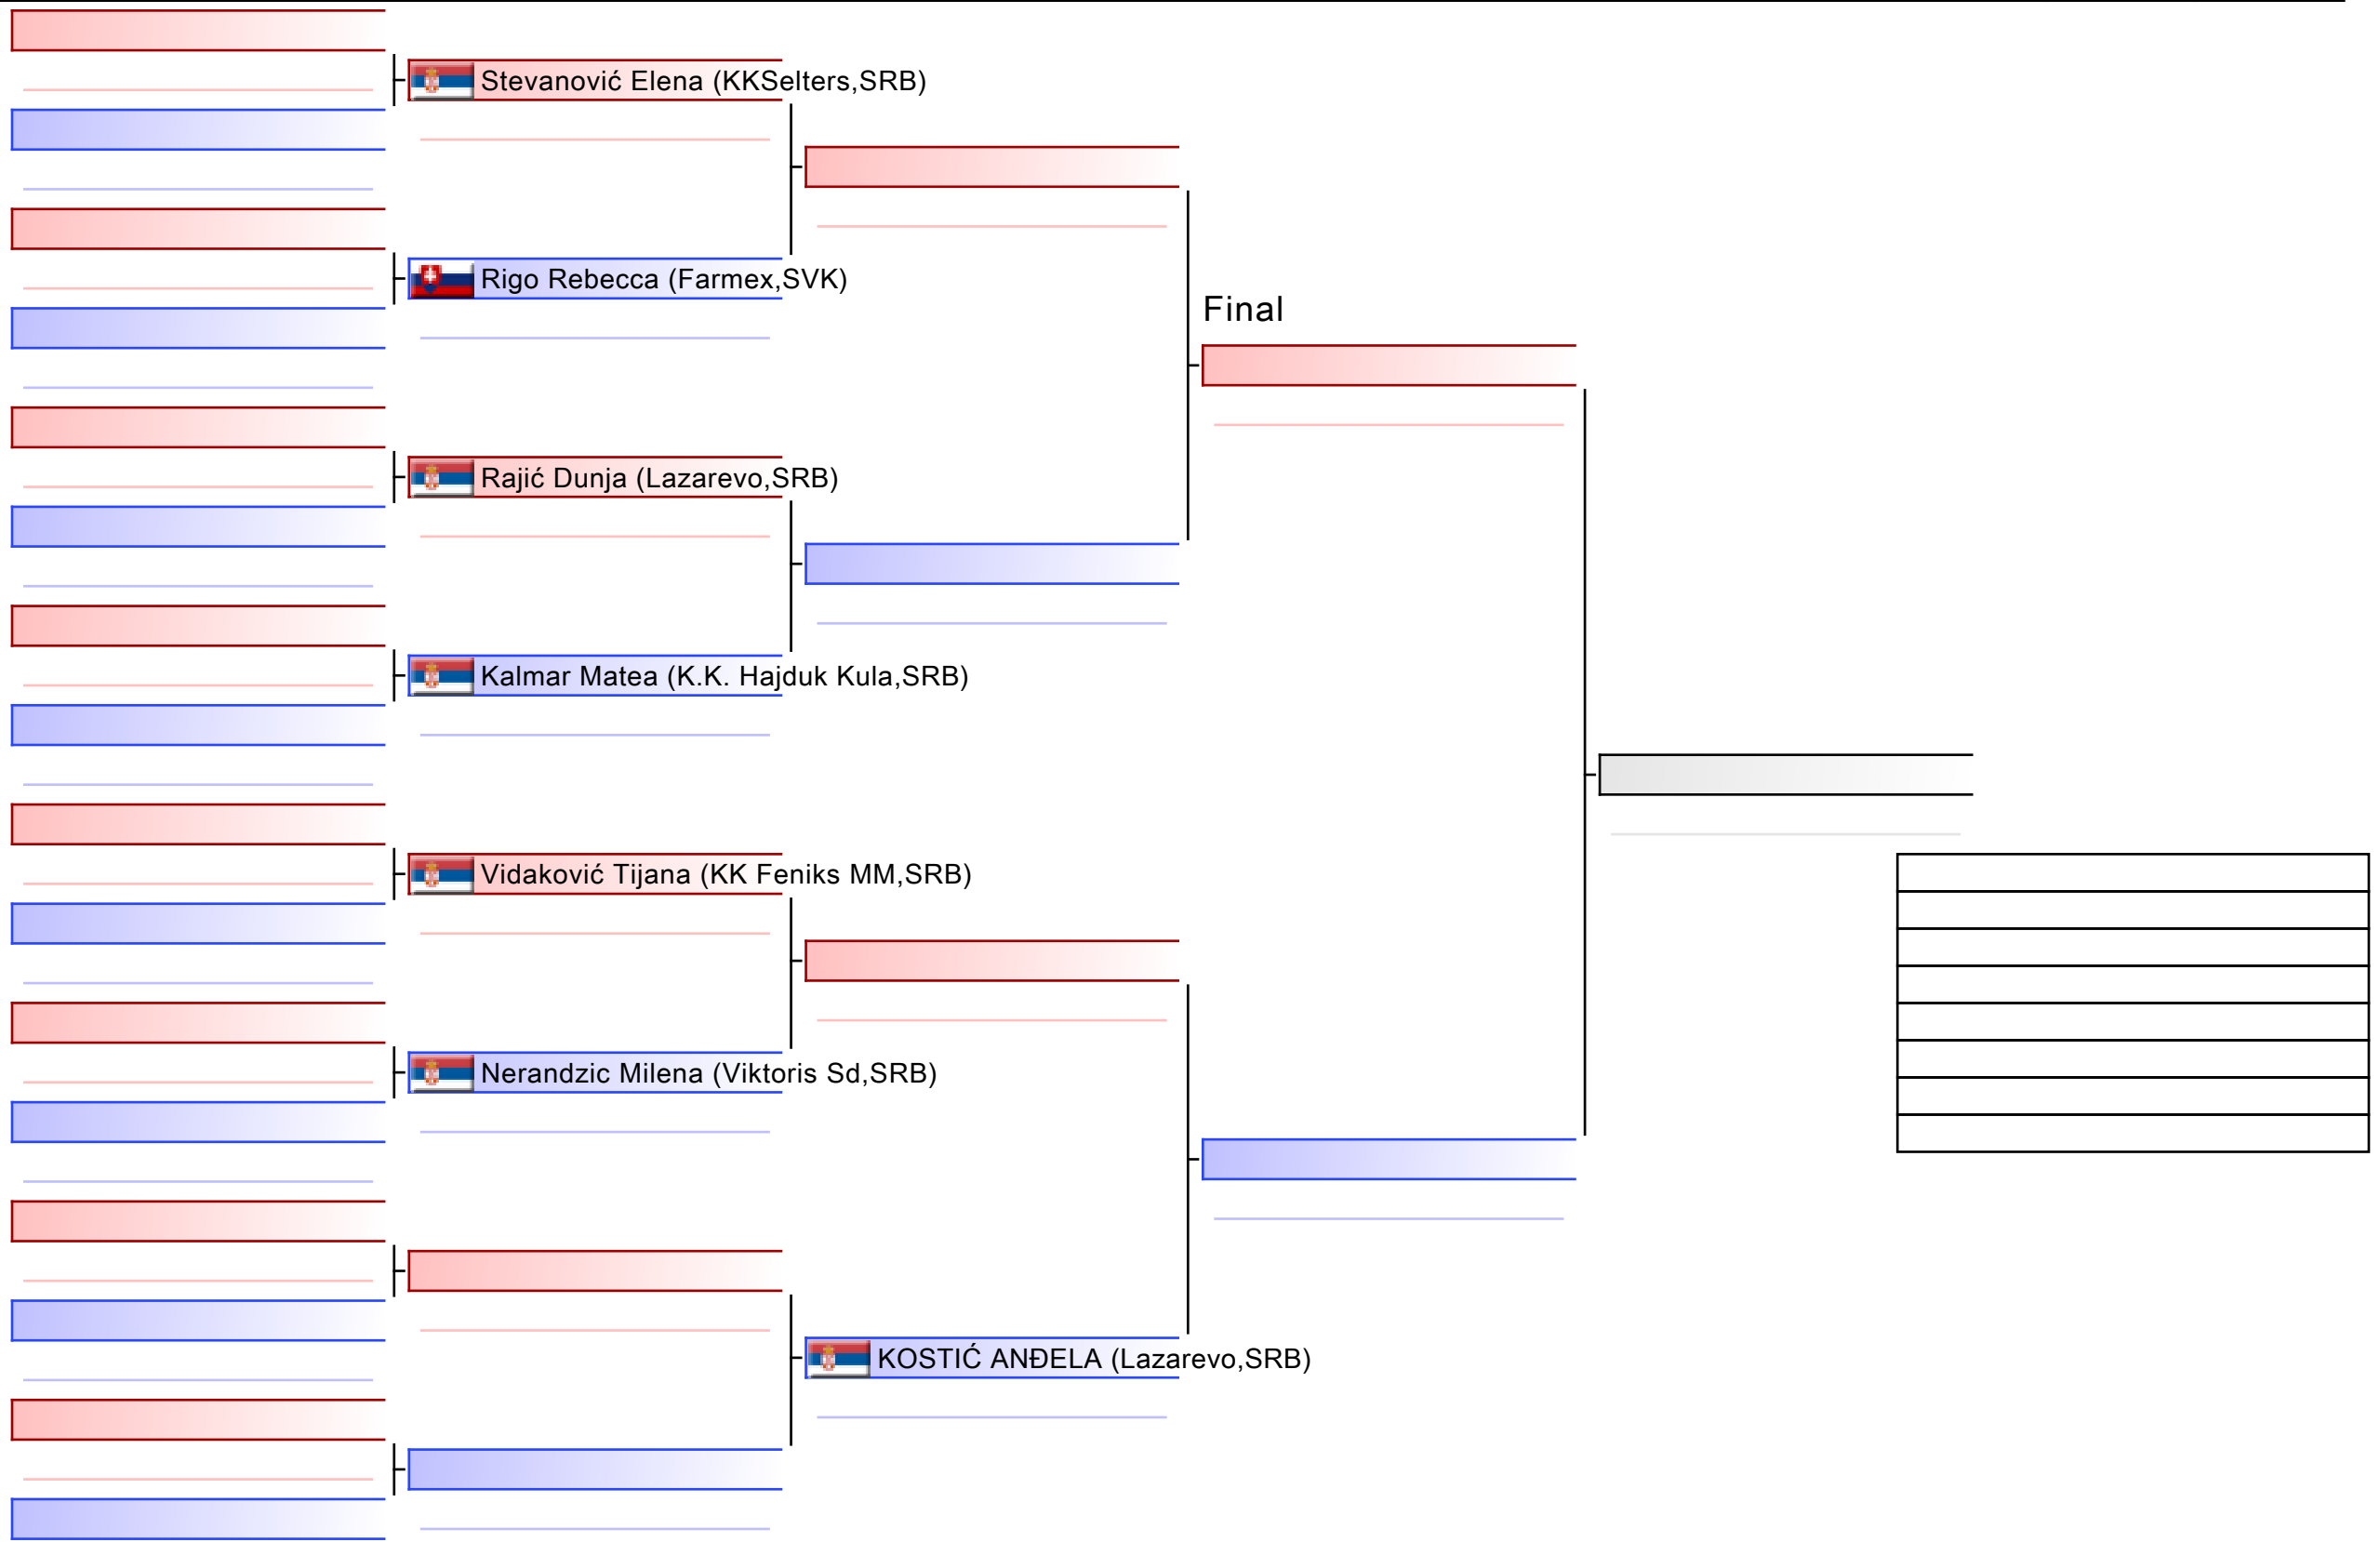 Stevanović Elena (KKSelters,SRB)
Rigo Rebecca (Farmex,SVK)
Final
Rajić Dunja (Lazarevo,SRB)
Kalmar Matea (K.K. Hajduk Kula,SRB)
Vidaković Tijana (KK Feniks MM,SRB)
Nerandzic Milena (Viktoris Sd,SRB)
KOSTIĆ ANĐELA (Lazarevo,SRB)